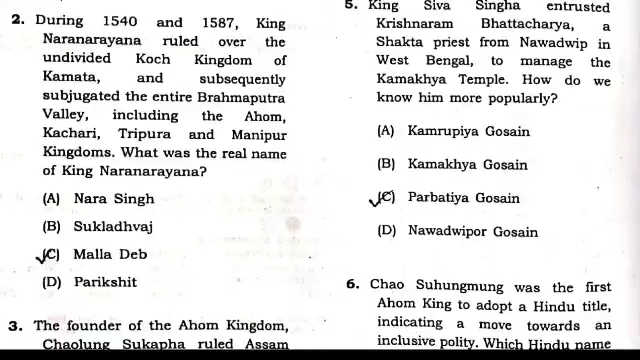 2. During 1540 and 1587, King
Naranarayana ruled over the
undivided Koch Kingdom of
Kamata, and subsequently
subjugated the entire Brahmaputra
Valley, including the Ahom,
Kachari, Tripura and Manipur
Kingdoms. What was the real name
of King Naranarayana?
(A) Nara Singh
(B) Sukladhvaj
(C) Malla Deb
(D) Parikshit
3. The founder of the Ahom Kingdom,
Chaolung Sukapha ruled Assam
5. King Siva Singha entrusted
Krishnaram Bhattacharya, a
Shakta priest from Nawadwip in
West Bengal, to manage the
Kamakhya Temple. How do we
know him more popularly?
(A) Kamrupiya Gosain
(B) Kamakhya Gosain
(C) Parbatiya Gosain
(D) Nawadwipor Gosain
6. Chao Suhungmung was the first
Ahom King to adopt a Hindu title,
indicating a move towards an
inclusive polity. Which Hindu name